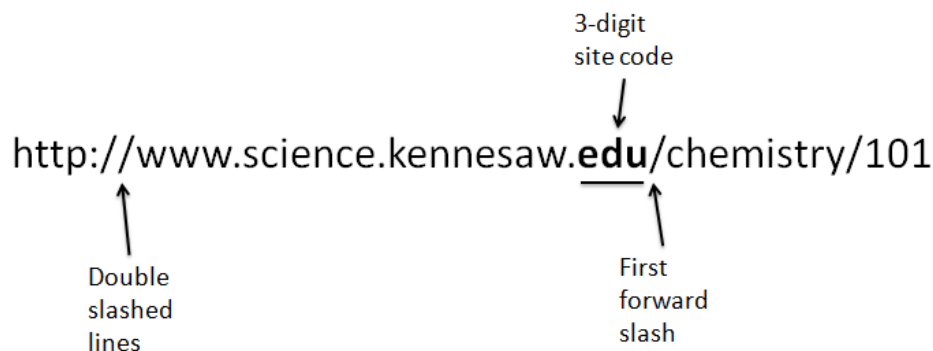 3-digit
site code
http://www.science.kennesaw.edu/chemistry/101
Double
slashed
lines
First
forward
slash